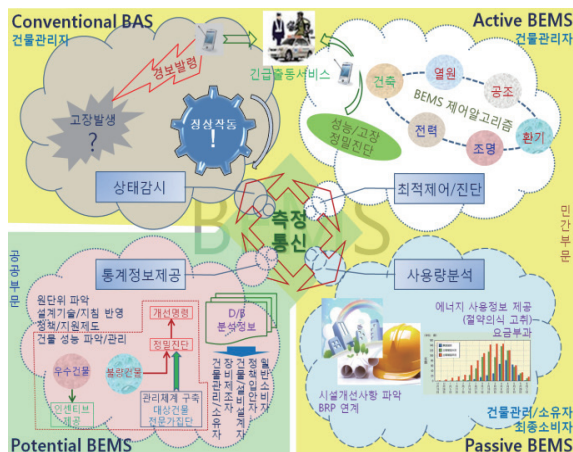 Conventional BAS
건물관리자
경보발령
고장발생
?
정상작동
!
상태감시
긴급출동서비스
Active BEMS
건물관리자
건축
열원
공조
BEMS 제어알고리즘
전력
조명
환기
성능/고장
정밀진단
최적제어/진단
BEMS
측정
통신
공공부문
민간부문
통계정보제공
원단위 파악
설계기술/지침 반영
정책/지원제도
건물 성능 파악/관리
개선명령
정밀진단
우수건물
불량건물
인센티브
제공
관리체계 구축
대상건물
전문가집단
D/B
분석정보
건물관리/소유자
장비제조자
건물/설비설계자
정책입안자
일반소비자
Potential BEMS
사용량분석
에너지 사용정보 제공
(절약의식 고취)
요금부과
시설개선사항 파악
BRP 연계
건물관리/소유자
최종소비자
Passive BEMS